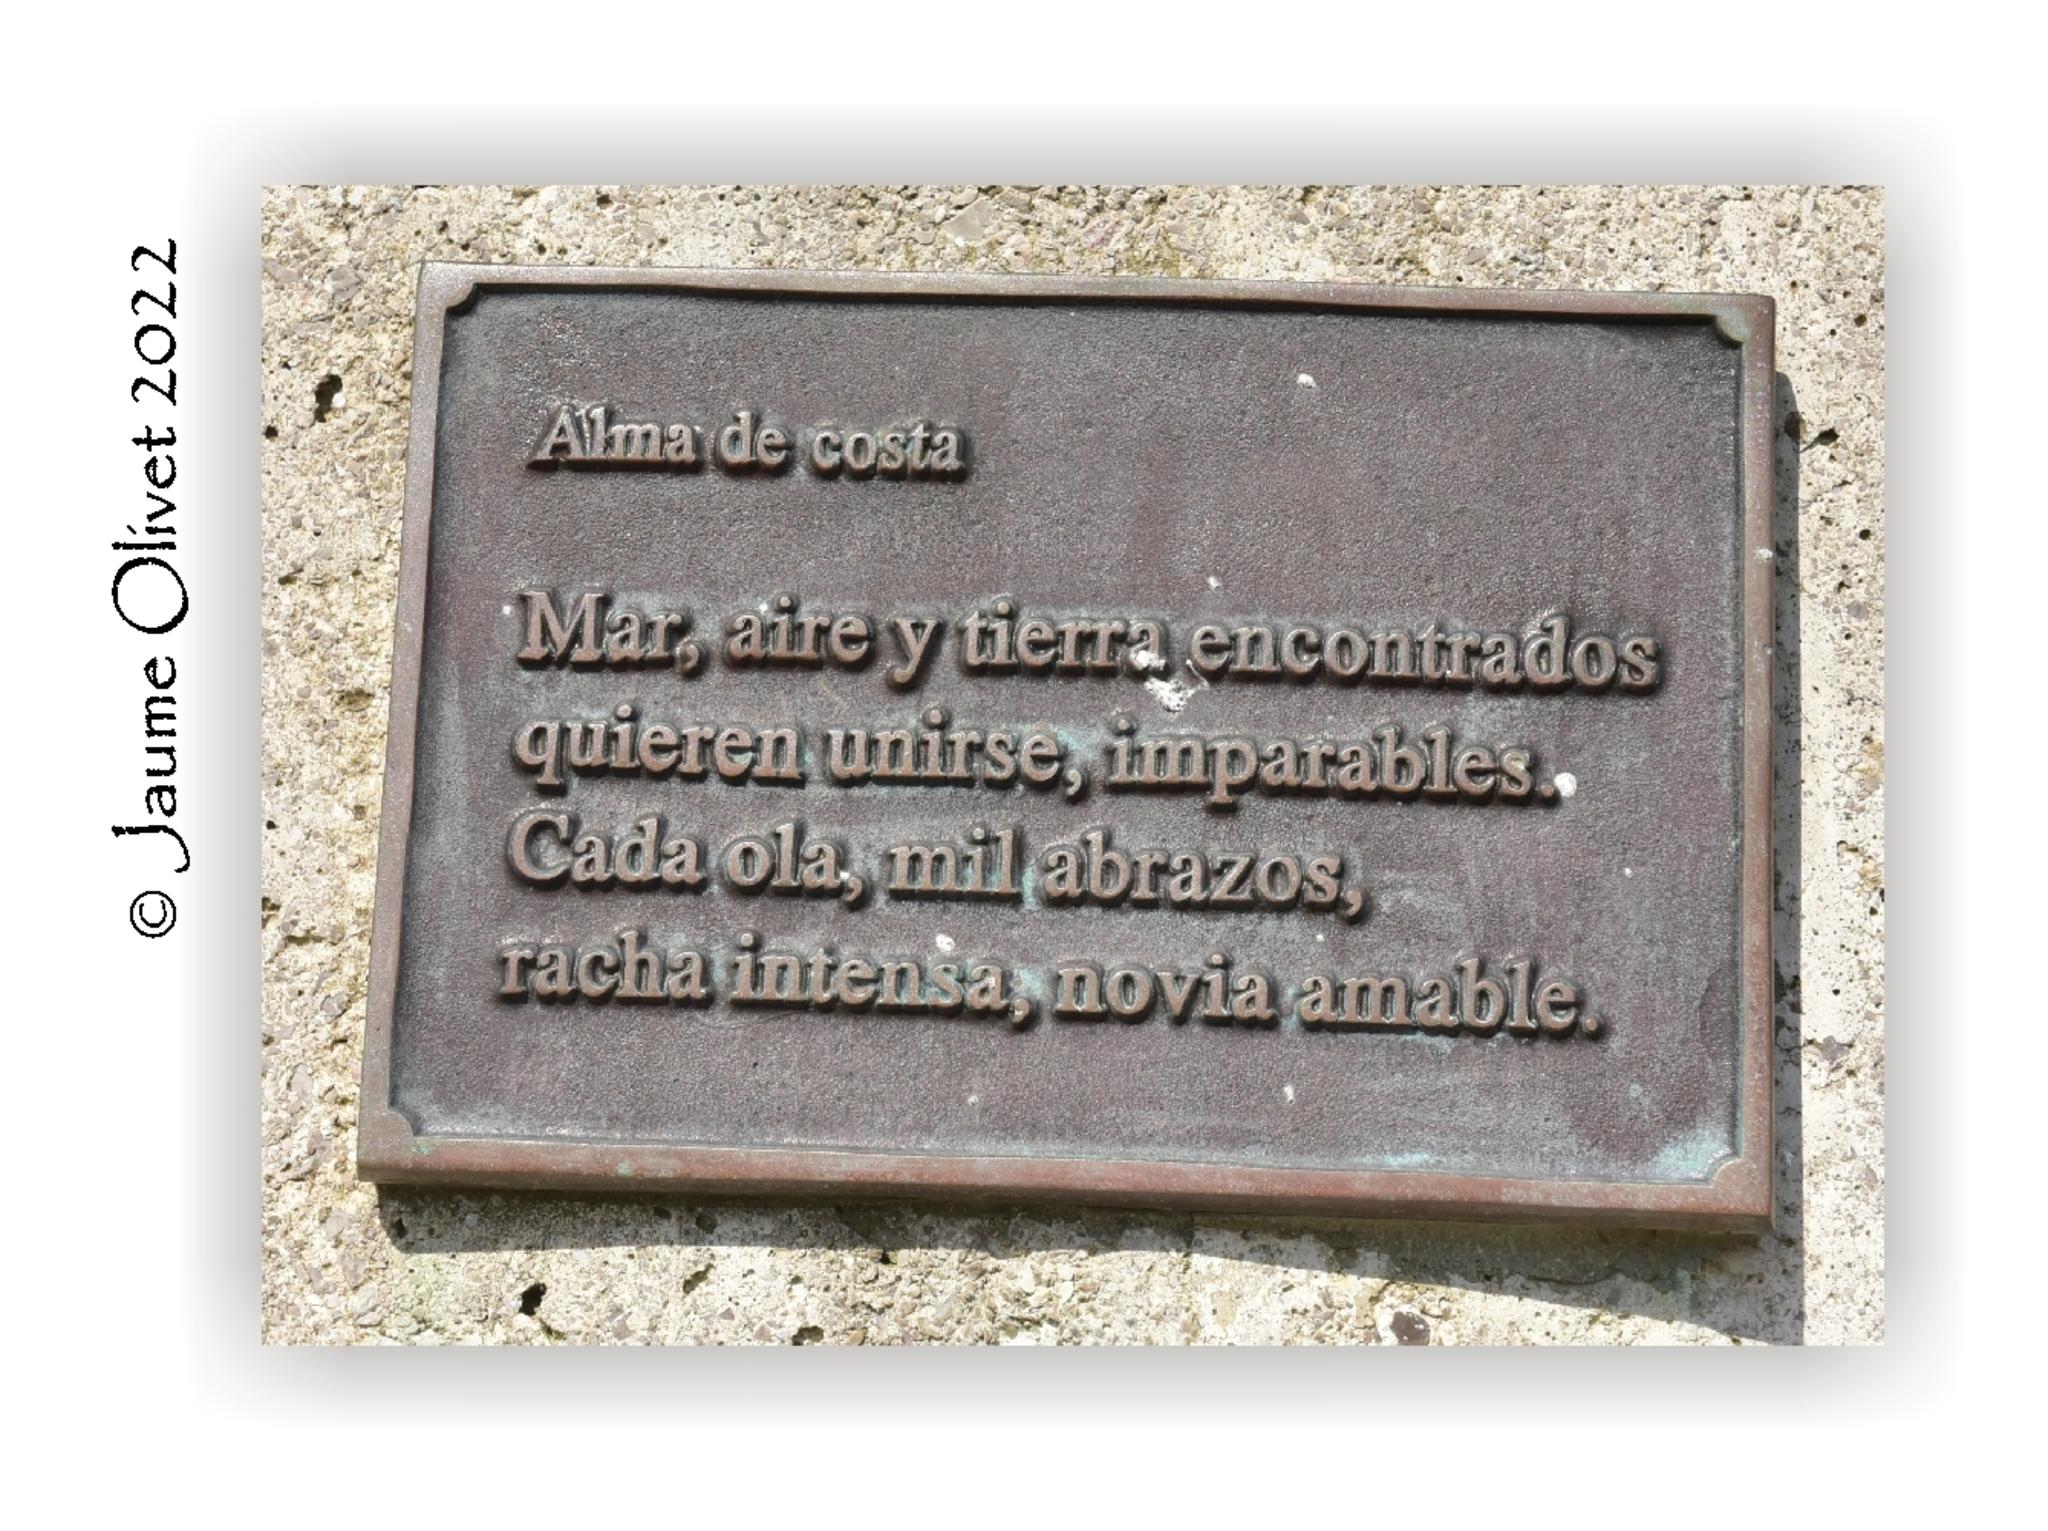 © Jaume Olivet 2022
Alma de costa
Mar, aire y tierra encontrados
quieren unirse, imparables.
Cada ola, mil abrazos,
racha intensa, novia amable.